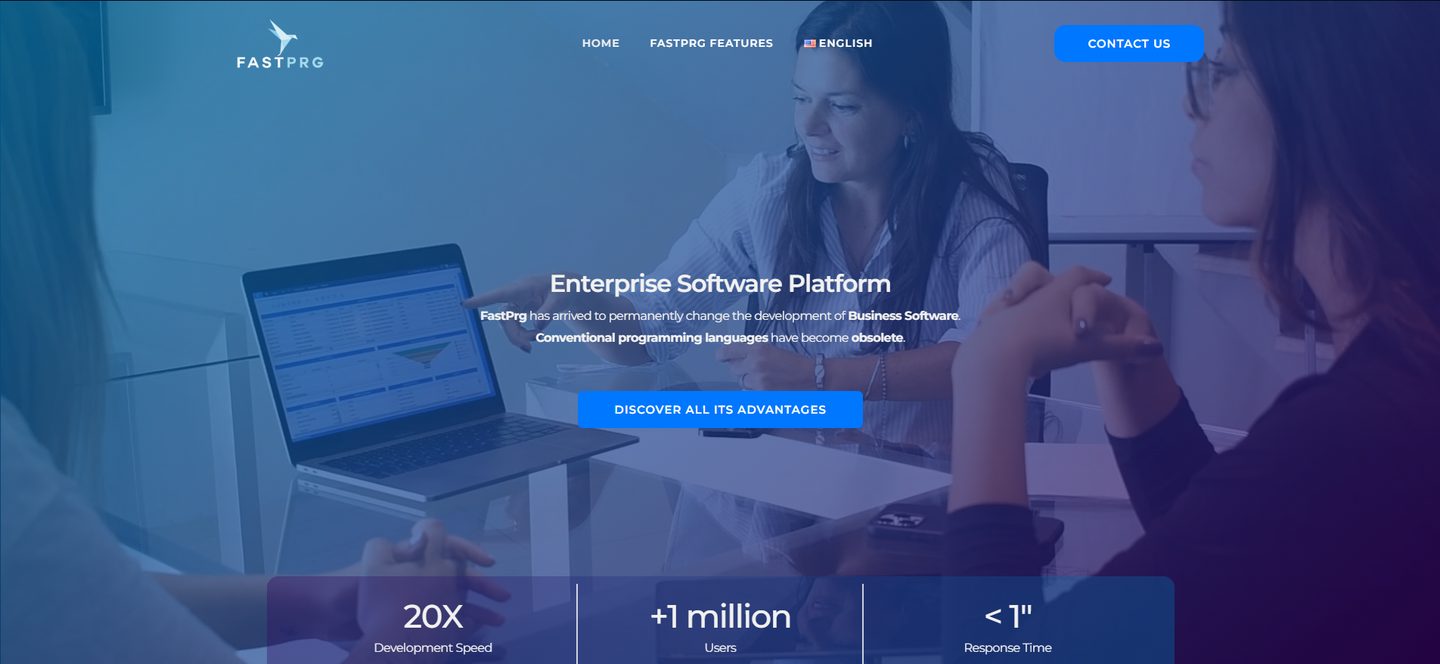 FASTPRG
HOME
FASTPRG FEATURES
ENGLISH
CONTACT US
Enterprise Software Platform
FastPrg has arrived to permanently change the development of Business Software.
Conventional programming languages have become obsolete.
DISCOVER ALL ITS ADVANTAGES
20X
Development Speed
+1 million
Users
< 1"
Response Time